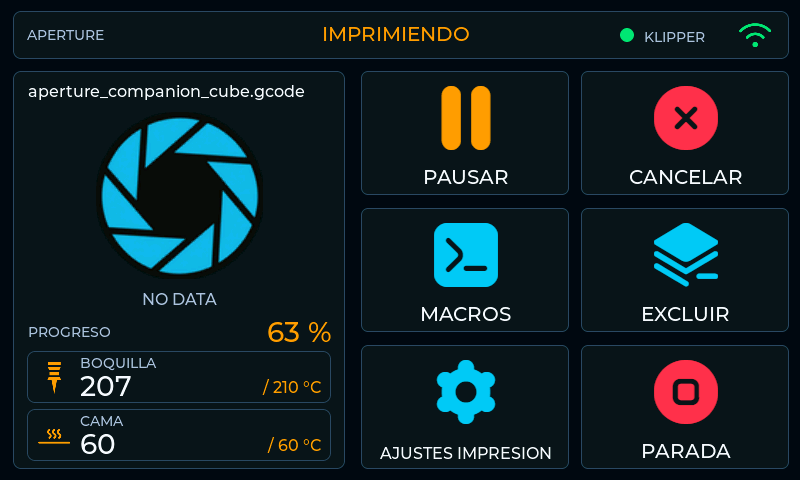 APERTURE
IMPRIMIENDO
KLIPPER
aperture_companion_cube.gcode
NO DATA
PROGRESO 63 %
BOQUILLA
207 / 210 °C
CAMA
60 / 60 °C
PAUSAR
CANCELAR
MACROS
EXCLUIR
AJUSTES IMPRESION
PARADA